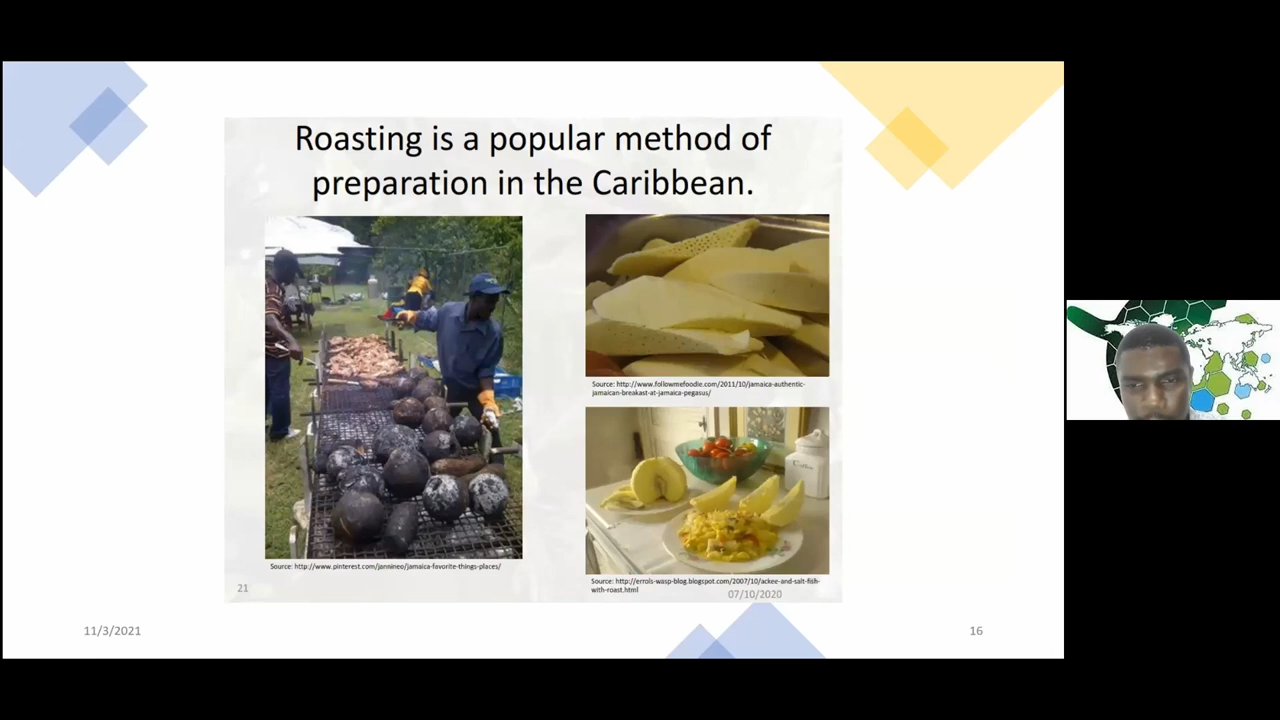 Roasting is a popular method of
preparation in the Caribbean.
Source: http://www.followmefoodie.com/2011/10/jamaica-authentic-
jamaican-breakast-at-jamaica-pegasus/
Source: http://www.pinterest.com/jannineo/jamaica-favorite-things-places/
Source: http://errols-wasp-blog.blogspot.com/2007/10/ackee-and-salt-fish-
with-roast.html
21
07/10/2020
11/3/2021
16